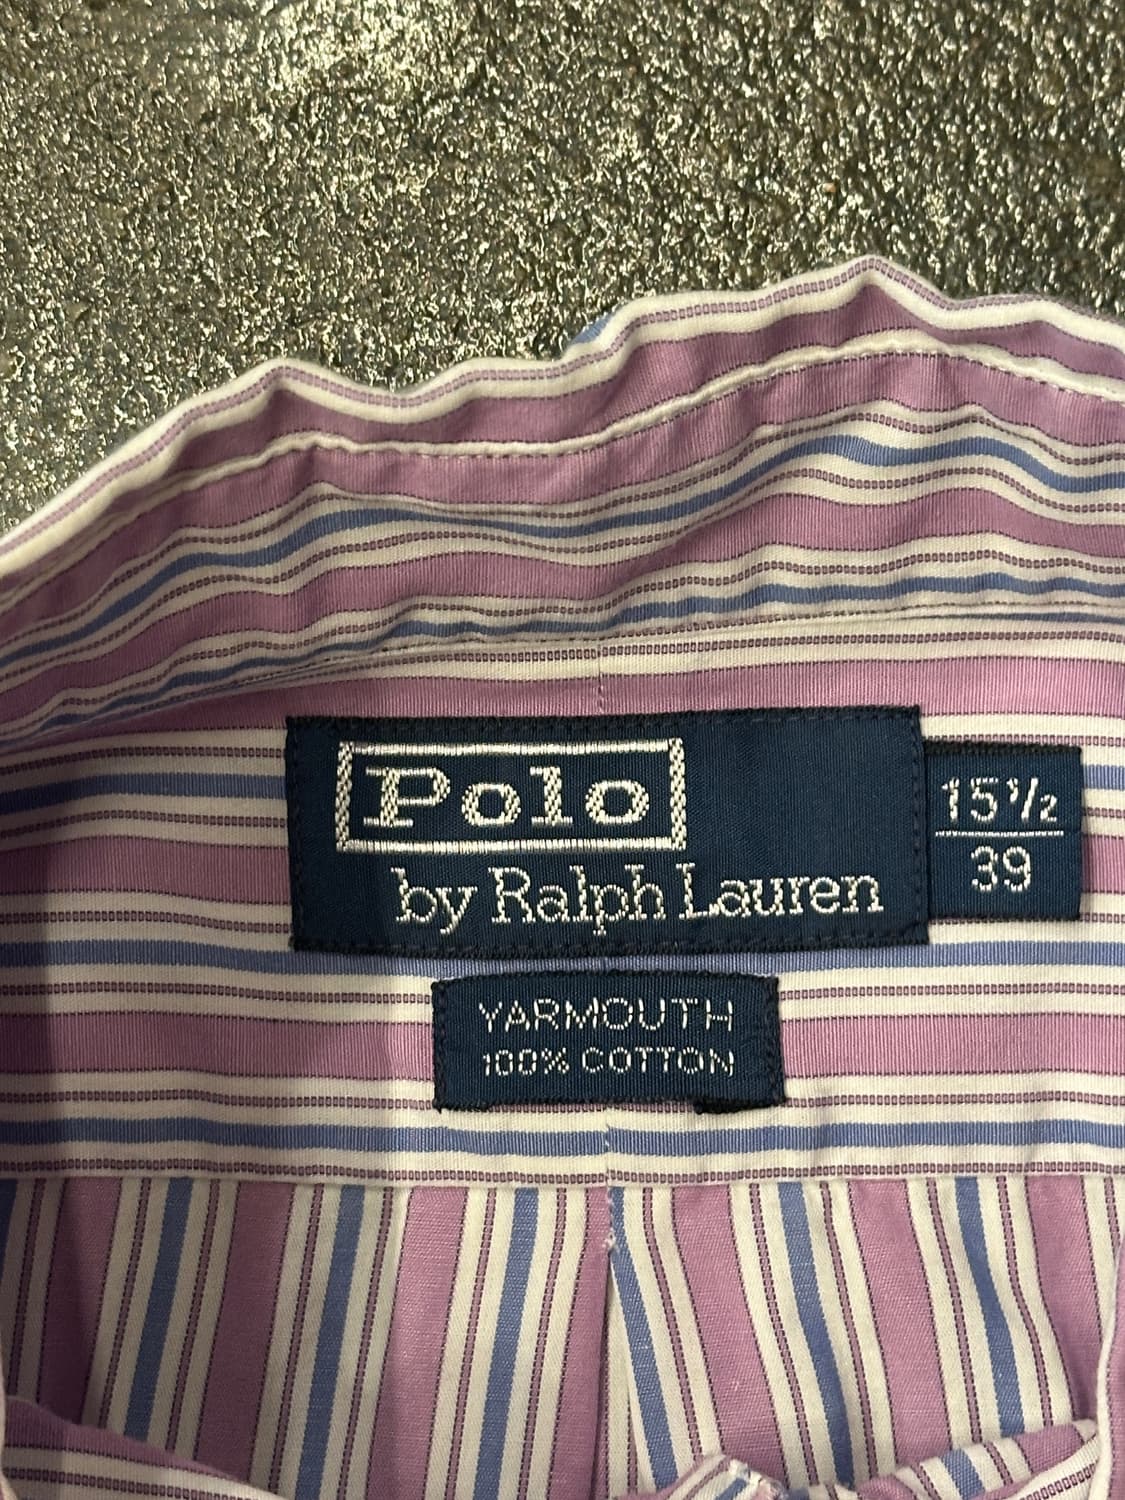 Polo
by Ralph Lauren
15½
39
YARMOUTH
100% COTTON